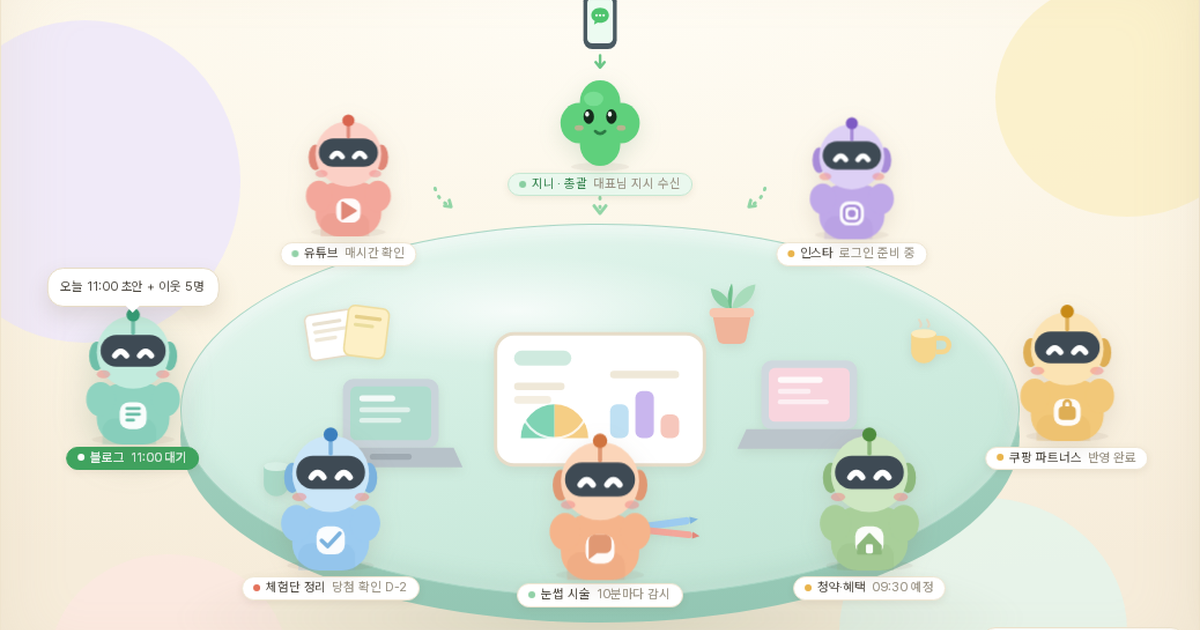 지니 · 총괄 대표님 지시 수신
유튜브 매시간 확인
인스타 로그인 준비 중
오늘 11:00 초안 + 이웃 5명
블로그 11:00 대기
쿠팡 파트너스 반영 완료
체험단 정리 당첨 확인 D-2
눈썹 시술 10분마다 감시
청약·혜택 09:30 예정